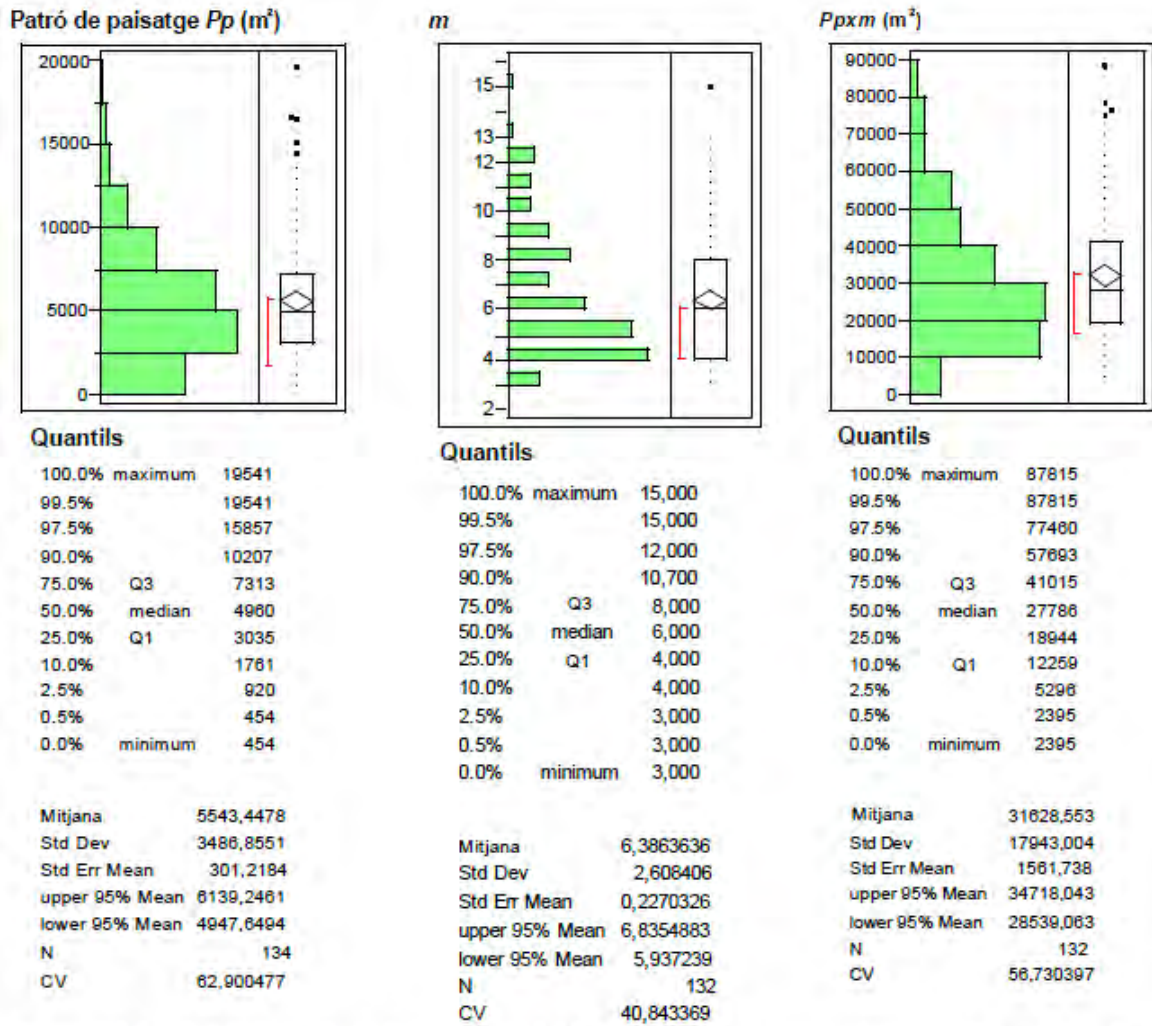 Patró de paisatge Pp (m²)
20000
15000
10000
5000
0
Quantils
100.0% maximum 19541
99.5% 19541
97.5% 15857
90.0% 10207
75.0% Q3 7313
50.0% median 4960
25.0% Q1 3035
10.0% 1761
2.5% 920
0.5% 454
0.0% minimum 454
Mitjana 5543,4478
Std Dev 3486,8551
Std Err Mean 301,2184
upper 95% Mean 6139,2461
lower 95% Mean 4947,6494
N 134
CV 62,900477
m
15
13
12
10
8
6
4
2
Quantils
100.0% maximum 15,000
99.5% 15,000
97.5% 12,000
90.0% 10,700
75.0% Q3 8,000
50.0% median 6,000
25.0% Q1 4,000
10.0% 4,000
2.5% 3,000
0.5% 3,000
0.0% minimum 3,000
Mitjana 6,3863636
Std Dev 2,608406
Std Err Mean 0,2270326
upper 95% Mean 6,8354883
lower 95% Mean 5,937239
N 132
CV 40,843369
Ppxm (m²)
90000
80000
70000
60000
50000
40000
30000
20000
10000
0
Quantils
100.0% maximum 87815
99.5% 87815
97.5% 77460
90.0% 57693
75.0% Q3 41015
50.0% median 27786
25.0% 18944
10.0% Q1 12259
2.5% 5296
0.5% 2395
0.0% minimum 2395
Mitjana 31628,553
Std Dev 17943,004
Std Err Mean 1561,738
upper 95% Mean 34718,043
lower 95% Mean 28539,063
N 132
CV 56,730397